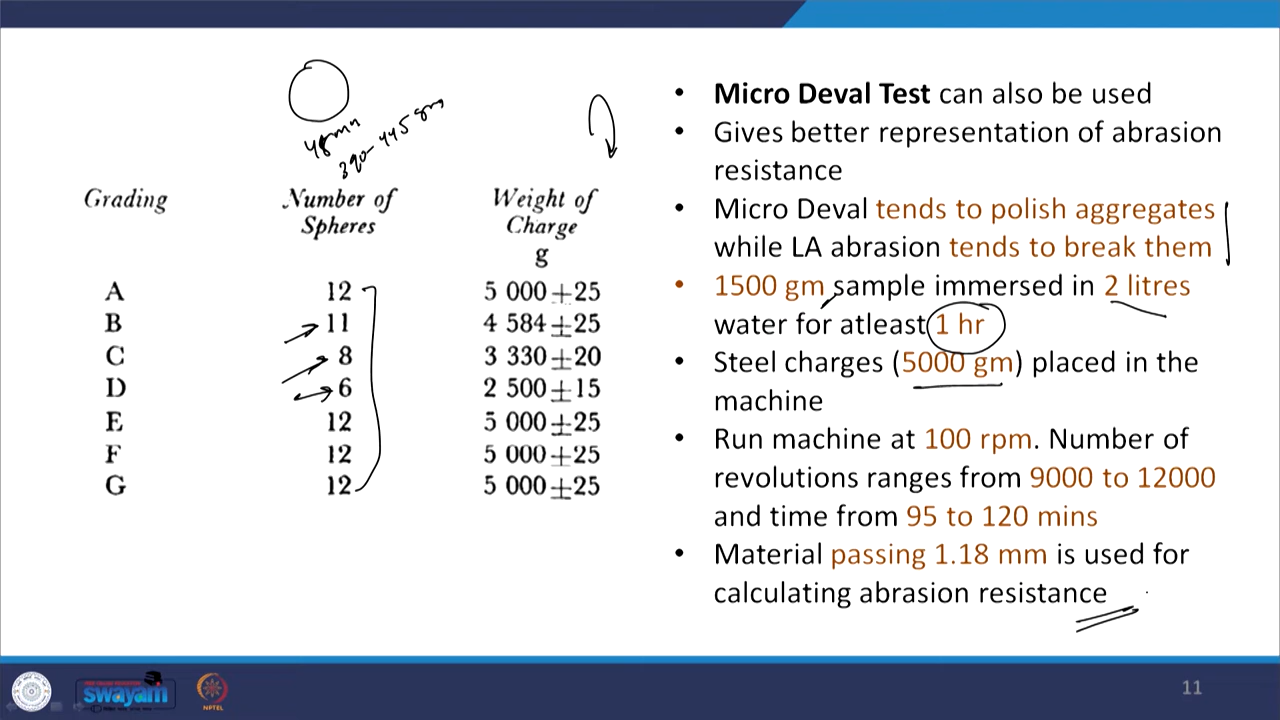 48mm
390-445 gm
Grading Number of Spheres Weight of Charge g
A 12 5 000±25
B 11 4 584±25
C 8 3 330±20
D 6 2 500±15
E 12 5 000±25
F 12 5 000±25
G 12 5 000±25
• Micro Deval Test can also be used
• Gives better representation of abrasion
resistance
• Micro Deval tends to polish aggregates
while LA abrasion tends to break them
• 1500 gm sample immersed in 2 litres
water for atleast 1 hr
• Steel charges (5000 gm) placed in the
machine
• Run machine at 100 rpm. Number of
revolutions ranges from 9000 to 12000
and time from 95 to 120 mins
• Material passing 1.18 mm is used for
calculating abrasion resistance
swayam
NPTEL
11